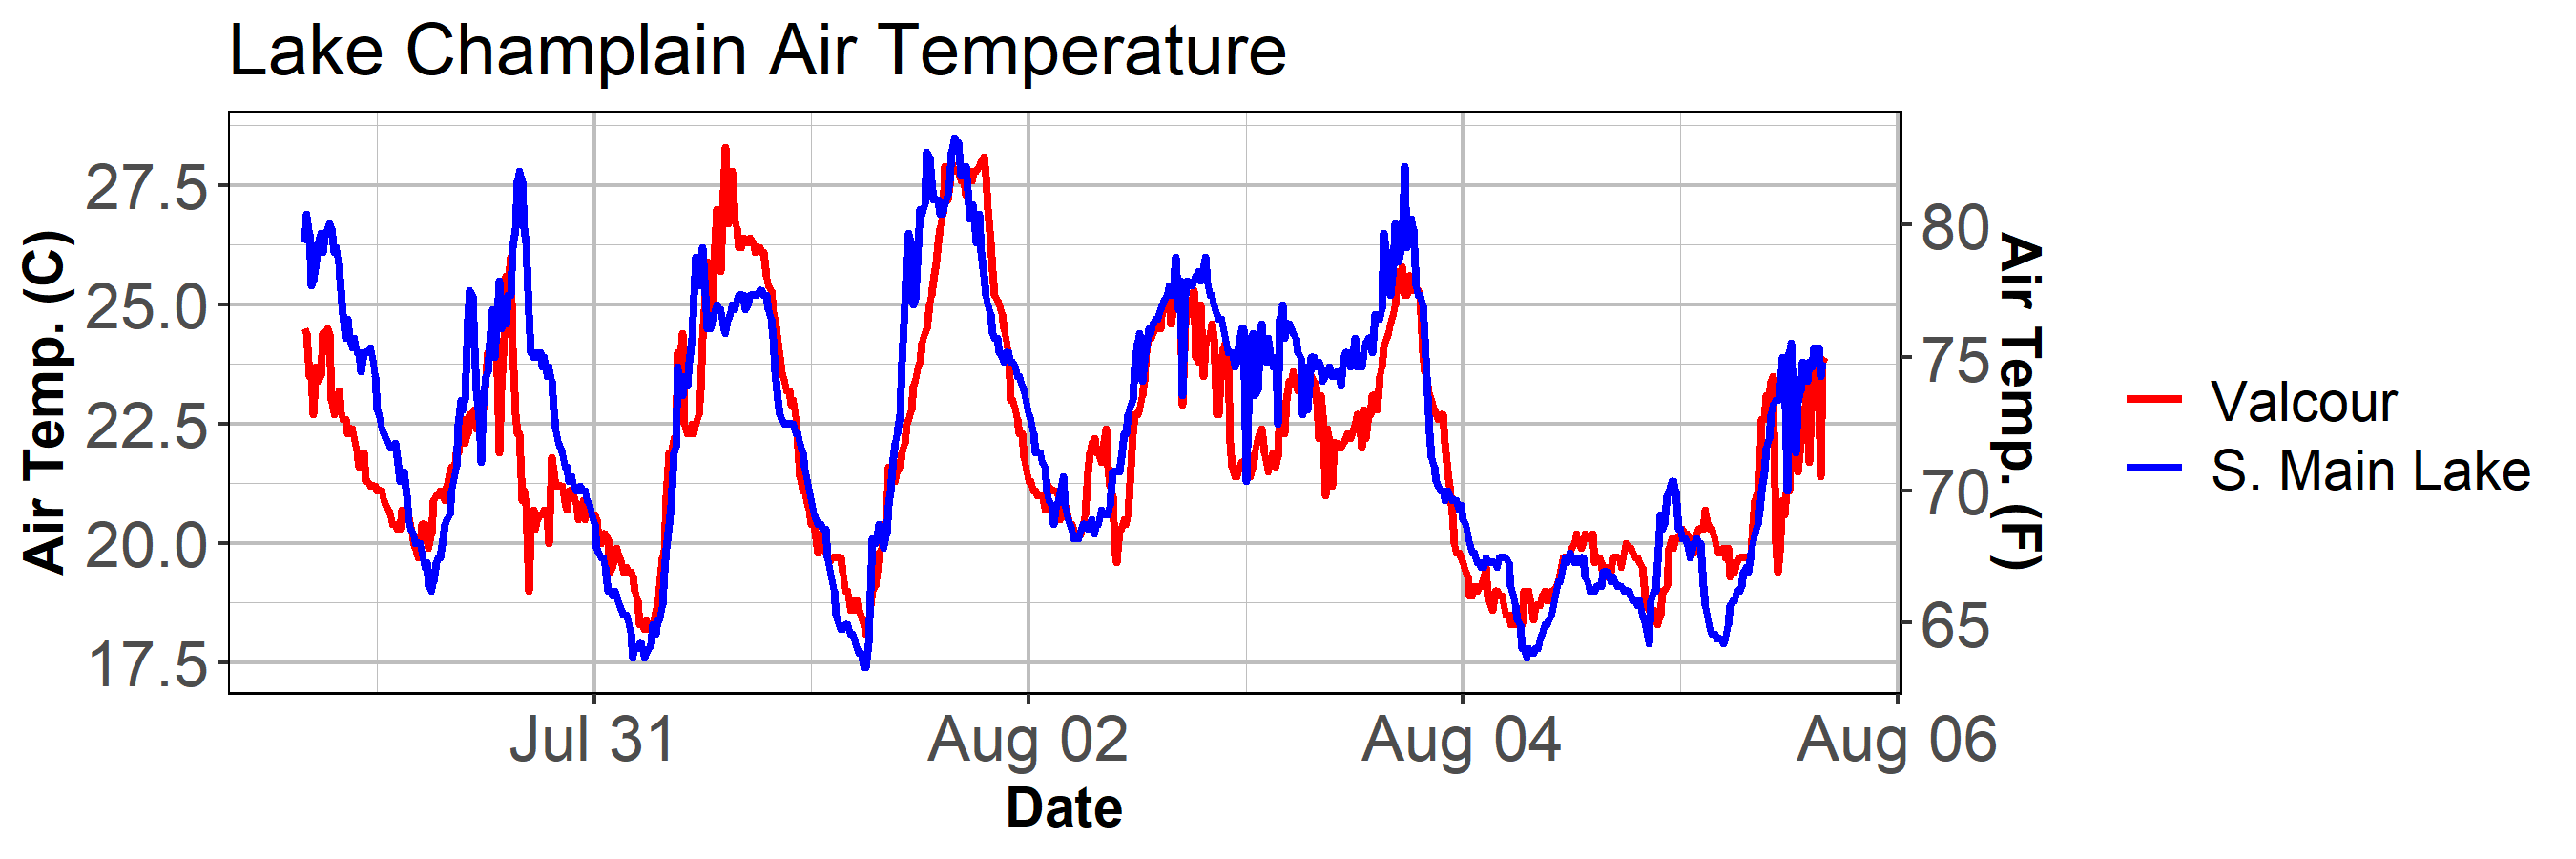 Lake Champlain Air Temperature
Air Temp. (C)
27.5
25.0
22.5
20.0
17.5
80
75
70
65
Air Temp. (F)
Jul 31
Aug 02
Aug 04
Aug 06
Date
Valcour
S. Main Lake